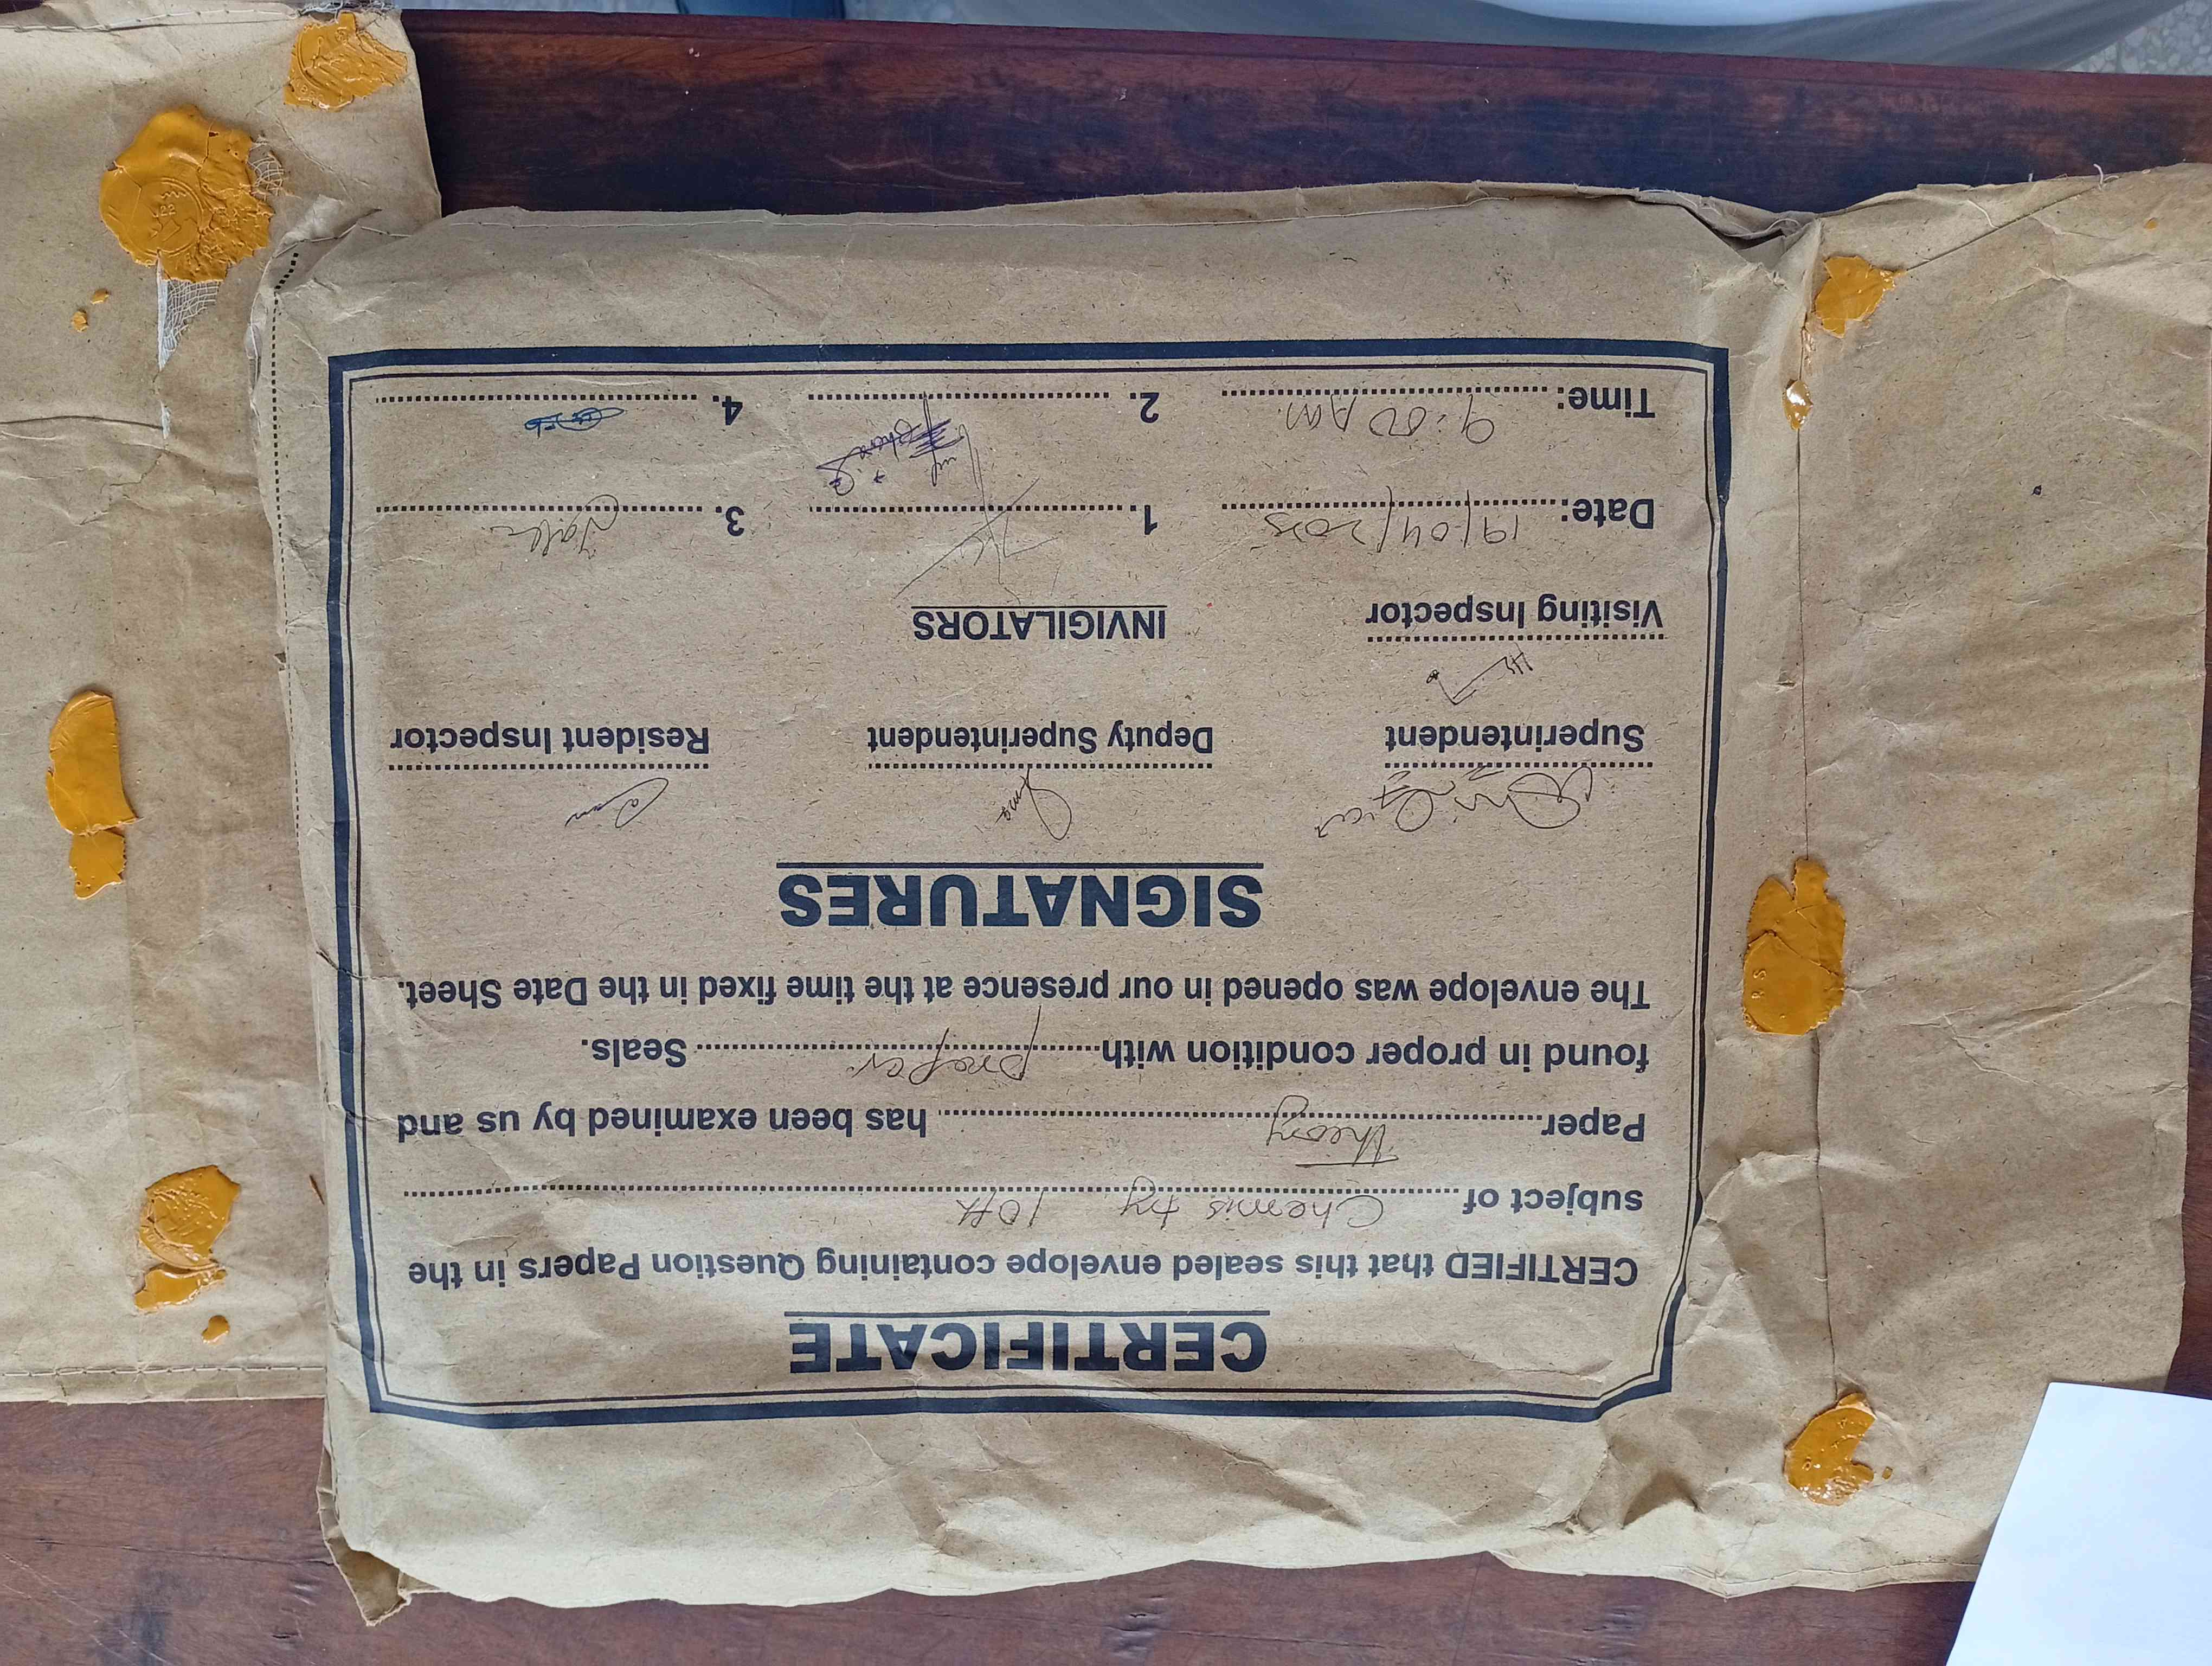 CERTIFICATE
CERTIFIED that this sealed envelope containing Question Papers in the
subject of Chemistry 10th
Paper Theory has been examined by us and
found in proper condition with proper Seals.
The envelope was opened in our presence at the time fixed in the Date Sheet.
SIGNATURES
Superintendent Deputy Superintendent Resident Inspector
Visiting Inspector INVIGILATORS
Date: 19/04/2025 1. 3.
Time: 9:00 AM. 2. 4.